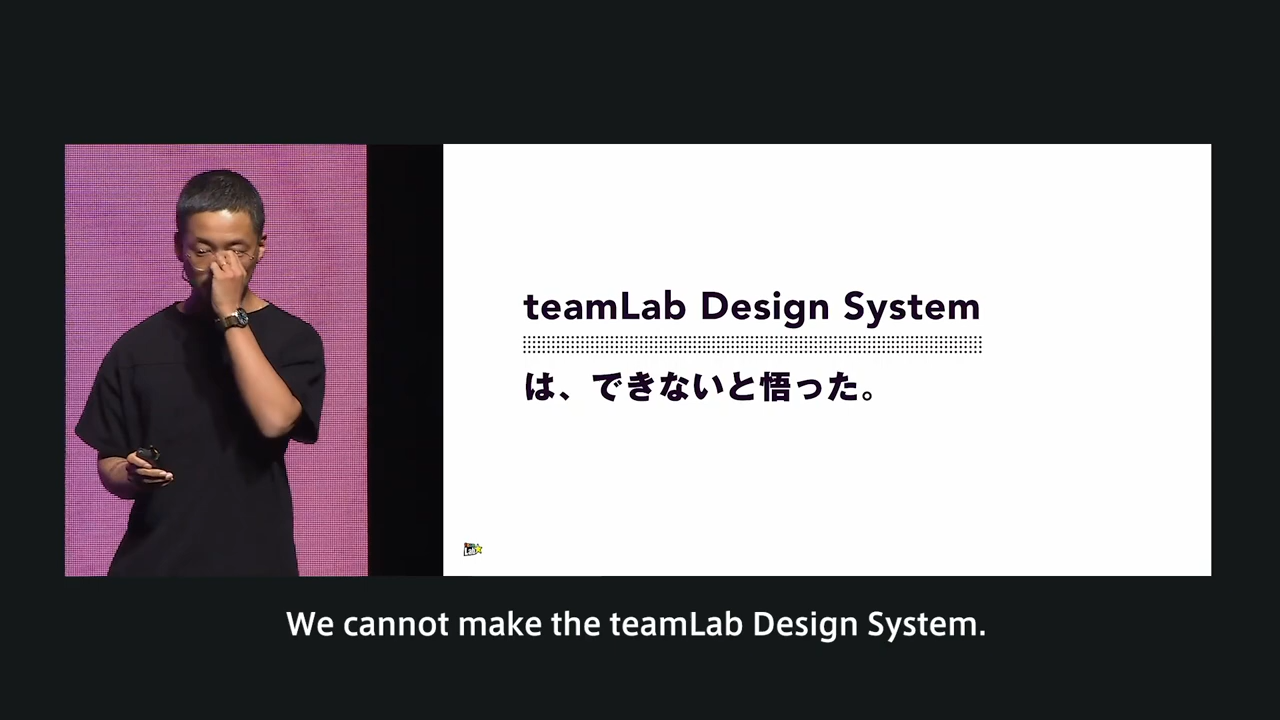 teamLab Design System
は、できないと悟った。
Lab
We cannot make the teamLab Design System.